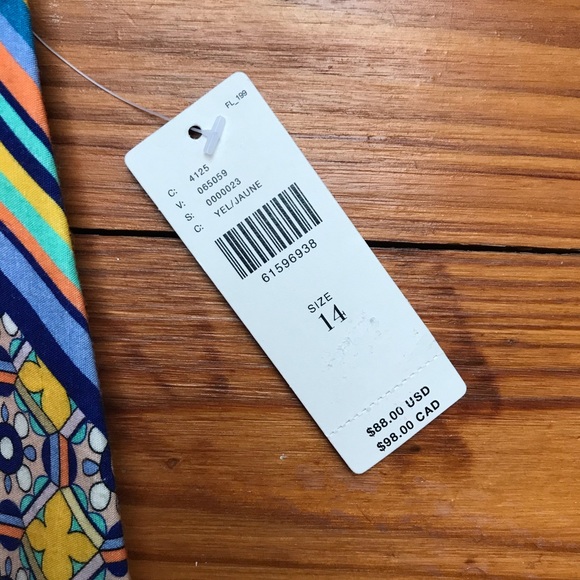 FL_199
C: 4125
V: 065059
S: 0000023
C: YEL/JAUNE
61596938
SIZE
14
$88.00 USD
$98.00 CAD